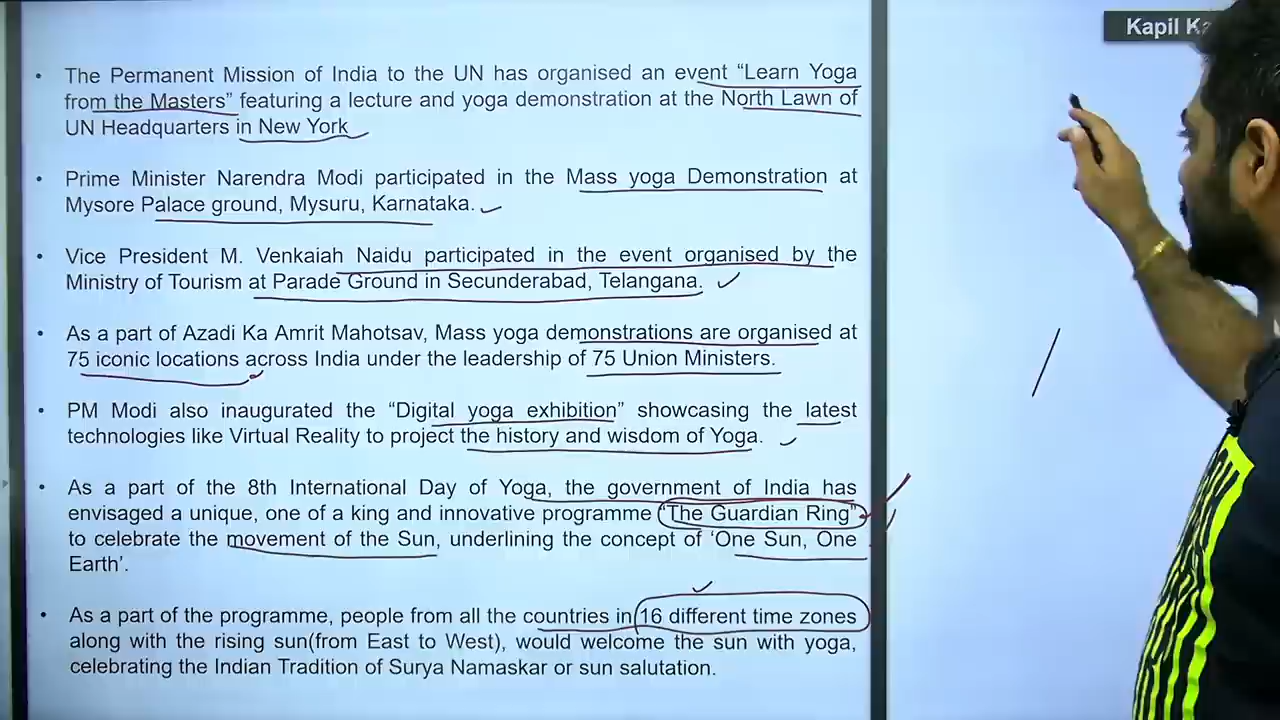 Kapil
• The Permanent Mission of India to the UN has organised an event “Learn Yoga
from the Masters” featuring a lecture and yoga demonstration at the North Lawn of
UN Headquarters in New York
• Prime Minister Narendra Modi participated in the Mass yoga Demonstration at
Mysore Palace ground, Mysuru, Karnataka.
• Vice President M. Venkaiah Naidu participated in the event organised by the
Ministry of Tourism at Parade Ground in Secunderabad, Telangana.
• As a part of Azadi Ka Amrit Mahotsav, Mass yoga demonstrations are organised at
75 iconic locations across India under the leadership of 75 Union Ministers.
• PM Modi also inaugurated the “Digital yoga exhibition” showcasing the latest
technologies like Virtual Reality to project the history and wisdom of Yoga.
• As a part of the 8th International Day of Yoga, the government of India has
envisaged a unique, one of a king and innovative programme “The Guardian Ring”
to celebrate the movement of the Sun, underlining the concept of ‘One Sun, One
Earth’.
• As a part of the programme, people from all the countries in 16 different time zones
along with the rising sun(from East to West), would welcome the sun with yoga,
celebrating the Indian Tradition of Surya Namaskar or sun salutation.